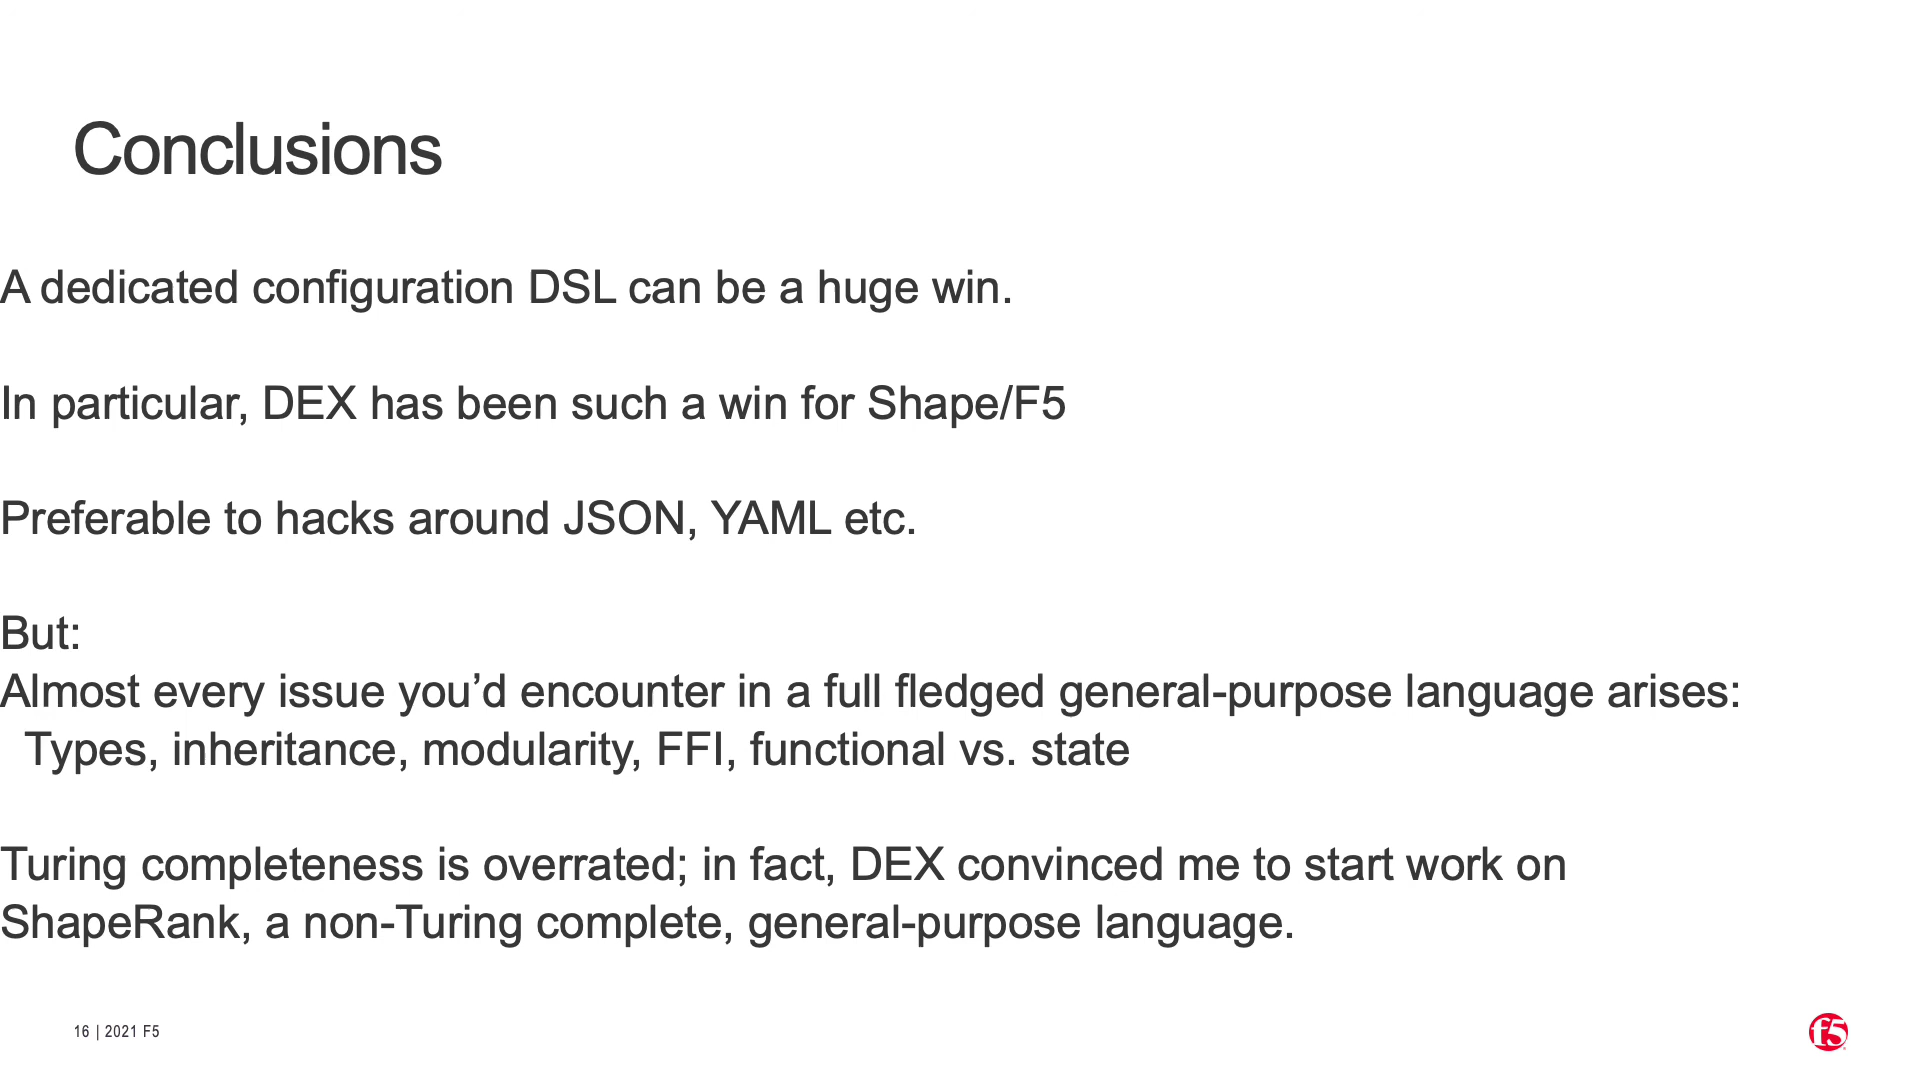 Conclusions
A dedicated configuration DSL can be a huge win.
In particular, DEX has been such a win for Shape/F5
Preferable to hacks around JSON, YAML etc.
But:
Almost every issue you’d encounter in a full fledged general-purpose language arises:
Types, inheritance, modularity, FFI, functional vs. state
Turing completeness is overrated; in fact, DEX convinced me to start work on
ShapeRank, a non-Turing complete, general-purpose language.
16 | 2021 F5
f5